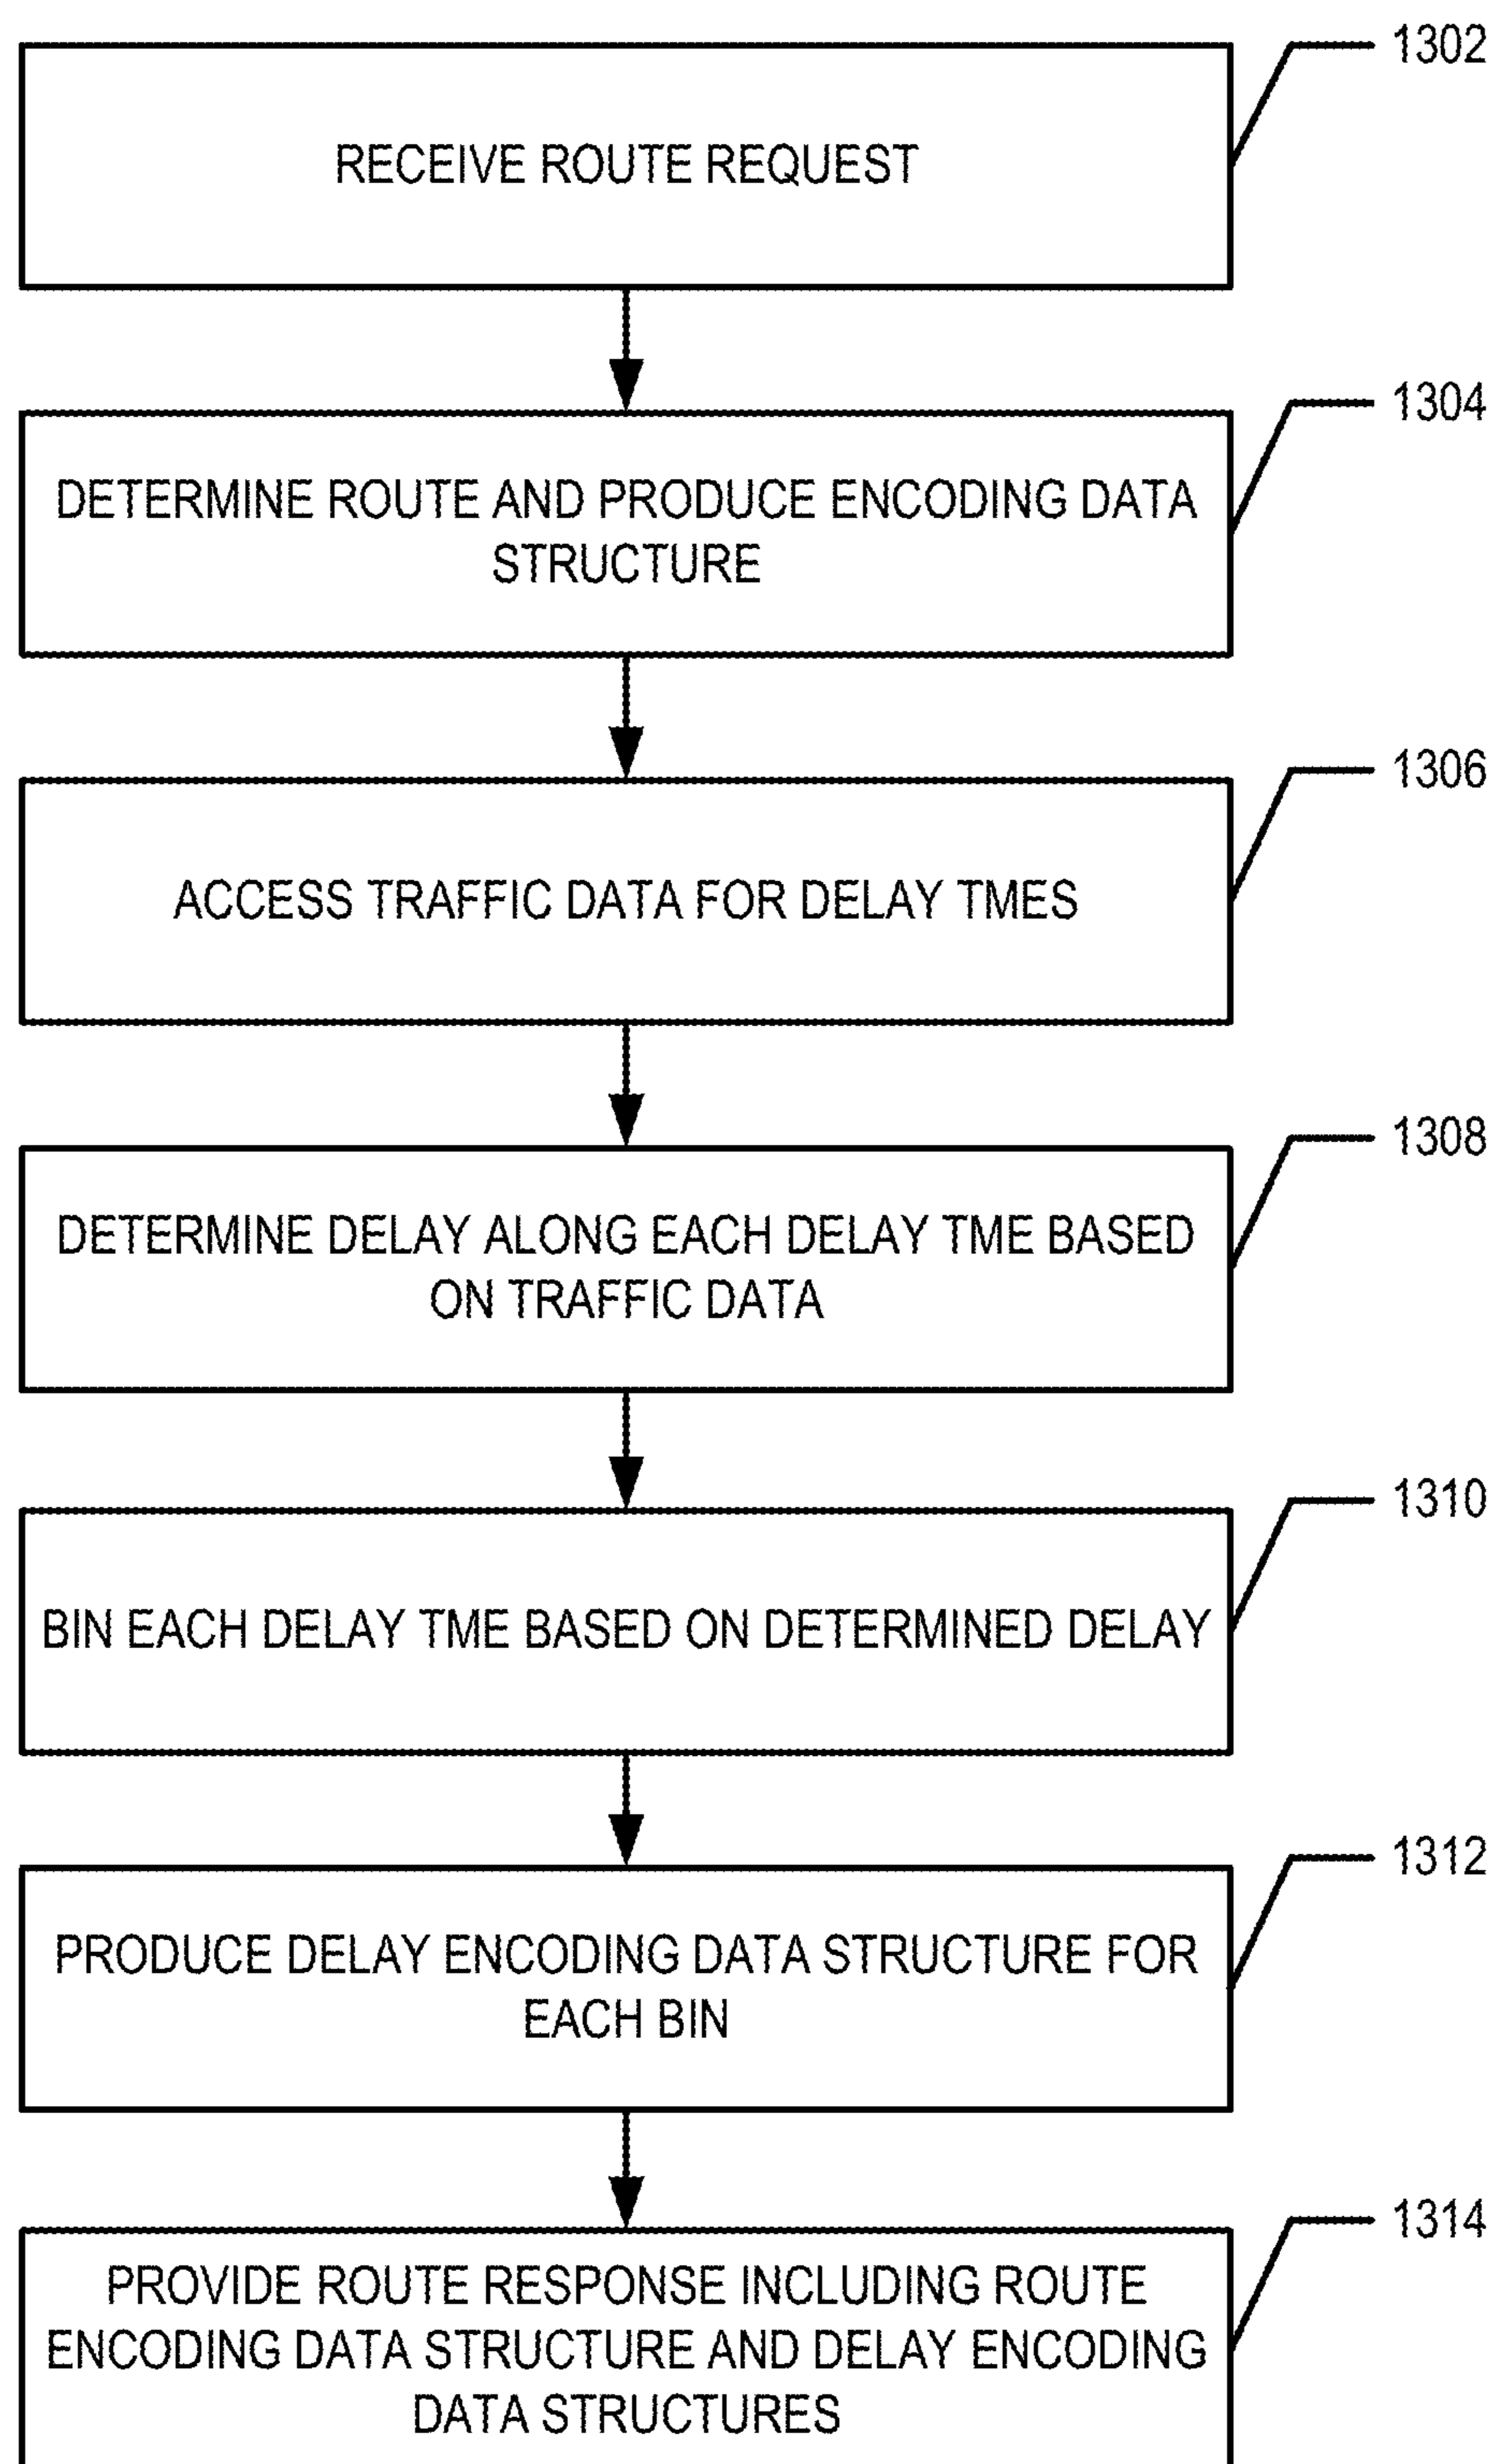 1302
RECEIVE ROUTE REQUEST
1304
DETERMINE ROUTE AND PRODUCE ENCODING DATA
STRUCTURE
1306
ACCESS TRAFFIC DATA FOR DELAY TMES
1308
DETERMINE DELAY ALONG EACH DELAY TME BASED
ON TRAFFIC DATA
1310
BIN EACH DELAY TME BASED ON DETERMINED DELAY
1312
PRODUCE DELAY ENCODING DATA STRUCTURE FOR
EACH BIN
1314
PROVIDE ROUTE RESPONSE INCLUDING ROUTE
ENCODING DATA STRUCTURE AND DELAY ENCODING
DATA STRUCTURES